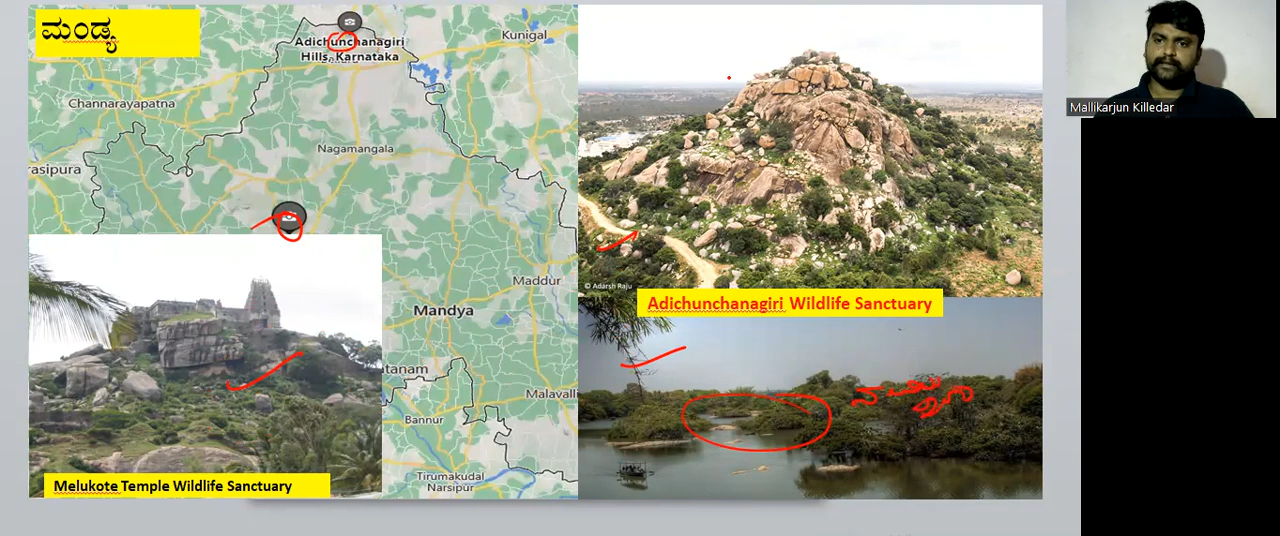 ಮಂಡ್ಯ
Adichunchanagiri
Hills, Karnataka
Kunigal
Channarayapatna
Nagamangala
rasipura
Maddur
Mandya
tanam
Malavalli
Bannur
Tirumakudal
Narsipur
Melukote Temple Wildlife Sanctuary
© Adarsh Raju
Adichunchanagiri Wildlife Sanctuary
Mallikarjun Killedar